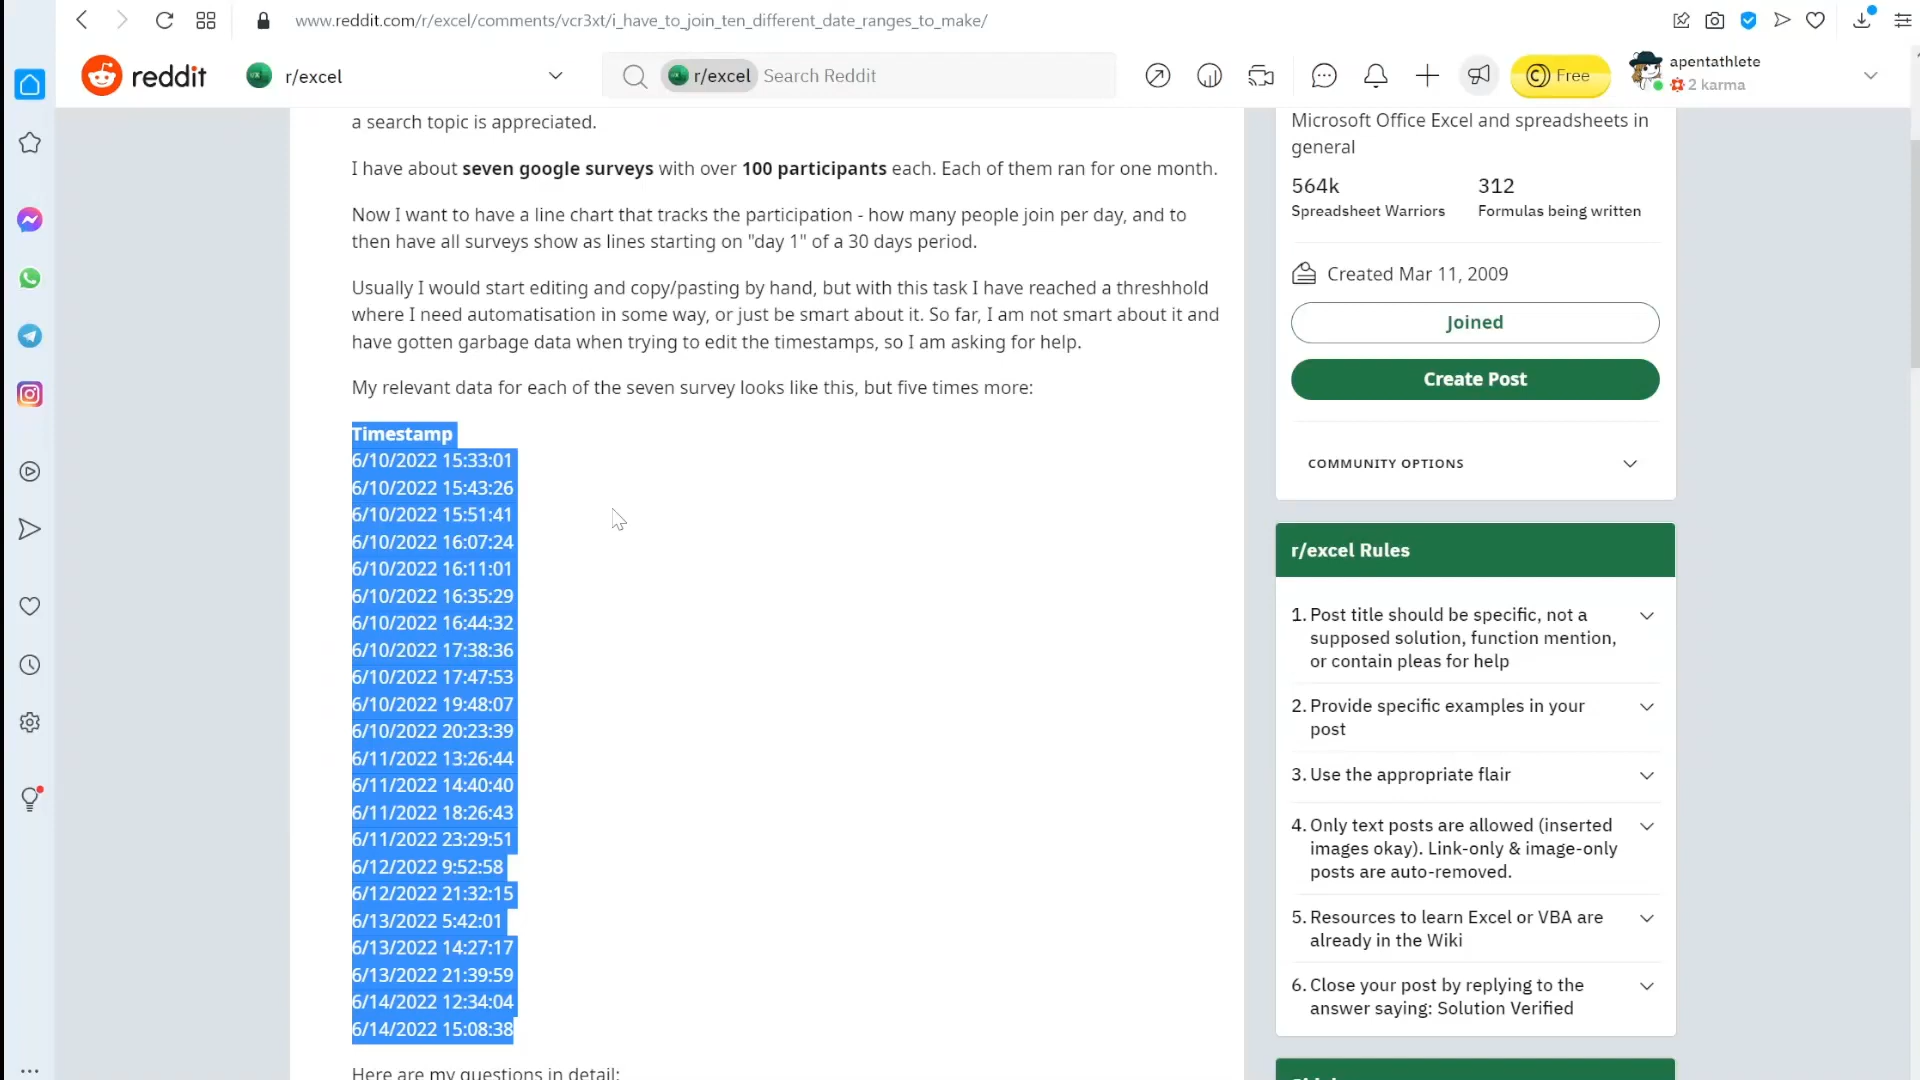 www.reddit.com/r/excel/comments/vcr3xt/i_have_to_join_ten_different_date_ranges_to_make/
reddit
r/excel
r/excel Search Reddit
Free
apentathlete
2 karma
a search topic is appreciated.
I have about seven google surveys with over 100 participants each. Each of them ran for one month.
Now I want to have a line chart that tracks the participation - how many people join per day, and to
then have all surveys show as lines starting on "day 1" of a 30 days period.
Usually I would start editing and copy/pasting by hand, but with this task I have reached a threshhold
where I need automatisation in some way, or just be smart about it. So far, I am not smart about it and
have gotten garbage data when trying to edit the timestamps, so I am asking for help.
My relevant data for each of the seven survey looks like this, but five times more:
Timestamp
6/10/2022 15:33:01
6/10/2022 15:43:26
6/10/2022 15:51:41
6/10/2022 16:07:24
6/10/2022 16:11:01
6/10/2022 16:35:29
6/10/2022 16:44:32
6/10/2022 17:38:36
6/10/2022 17:47:53
6/10/2022 19:48:07
6/10/2022 20:23:39
6/11/2022 13:26:44
6/11/2022 14:40:40
6/11/2022 18:26:43
6/11/2022 23:29:51
6/12/2022 9:52:58
6/12/2022 21:32:15
6/13/2022 5:42:01
6/13/2022 14:27:17
6/13/2022 21:39:59
6/14/2022 12:34:04
6/14/2022 15:08:38
Here are my questions in detail:
Microsoft Office Excel and spreadsheets in
general
564k
Spreadsheet Warriors
312
Formulas being written
Created Mar 11, 2009
Joined
Create Post
COMMUNITY OPTIONS
r/excel Rules
1. Post title should be specific, not a
supposed solution, function mention,
or contain pleas for help
2. Provide specific examples in your
post
3. Use the appropriate flair
4. Only text posts are allowed (inserted
images okay). Link-only & image-only
posts are auto-removed.
5. Resources to learn Excel or VBA are
already in the Wiki
6. Close your post by replying to the
answer saying: Solution Verified